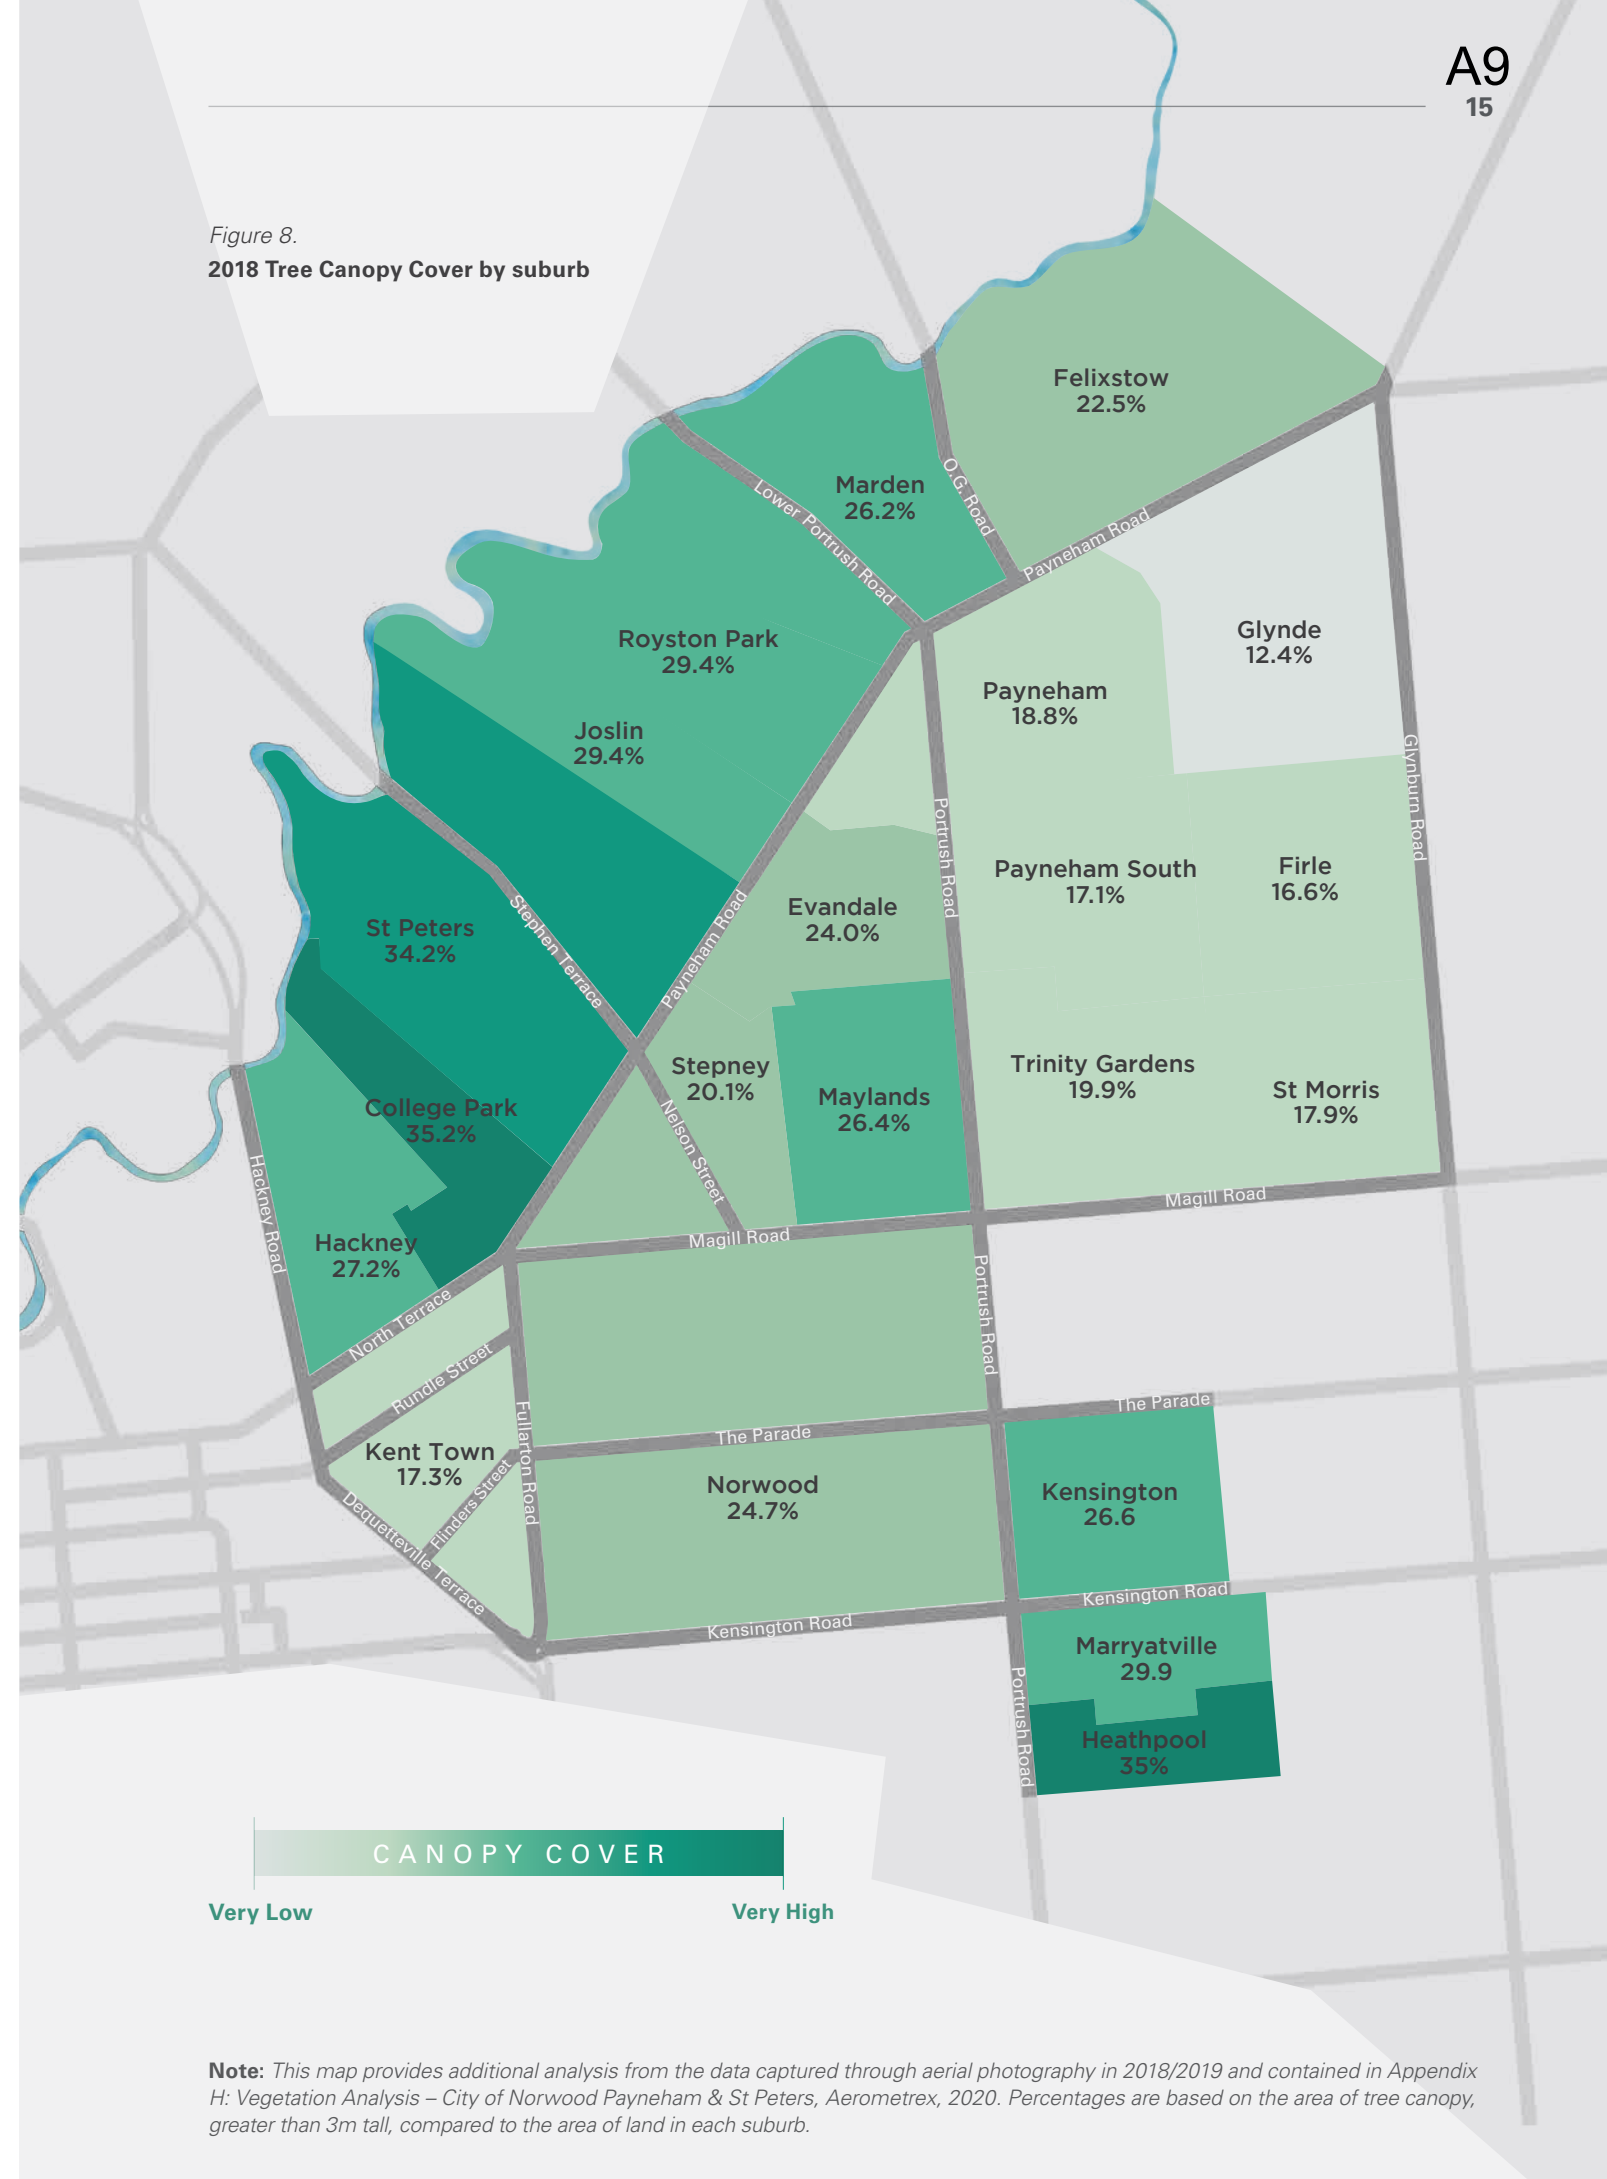 A9
15
Figure 8.
2018 Tree Canopy Cover by suburb
Felixstow
22.5%
Marden
26.2%
O.G. Road
Lower Portrush Road
Payneham Road
Glynde
12.4%
Royston Park
29.4%
Payneham
18.8%
Joslin
29.4%
Glynburn Road
Portrush Road
Payneham South
17.1%
Firle
16.6%
Evandale
24.0%
St Peters
34.2%
Stephen Terrace
Payneham Road
Stepney
20.1%
Maylands
26.4%
Trinity Gardens
19.9%
St Morris
17.9%
College Park
35.2%
Nelson Street
Hackney Road
Magill Road
Magill Road
Hackney
27.2%
North Terrace
Portrush Road
Rundle Street
The Parade
Fullarton Road
The Parade
Kent Town
17.3%
Flinders Street
Dequetteville Terrace
Norwood
24.7%
Kensington
26.6
Kensington Road
Kensington Road
Marryatville
29.9
Portrush Road
Heathpool
35%
CANOPY COVER
Very Low
Very High
Note: This map provides additional analysis from the data captured through aerial photography in 2018/2019 and contained in Appendix
H: Vegetation Analysis – City of Norwood Payneham & St Peters, Aerometrex, 2020. Percentages are based on the area of tree canopy,
greater than 3m tall, compared to the area of land in each suburb.